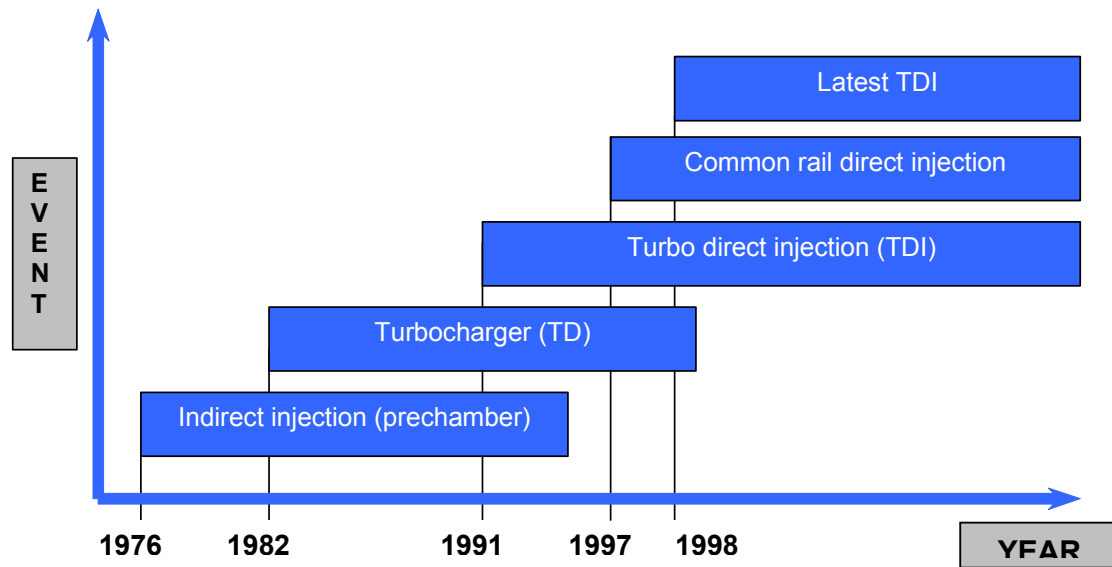 Latest TDI
Common rail direct injection
E
V
E
N
T
Turbo direct injection (TDI)
Turbocharger (TD)
Indirect injection (prechamber)
1976 1982 1991 1997 1998
YEAR